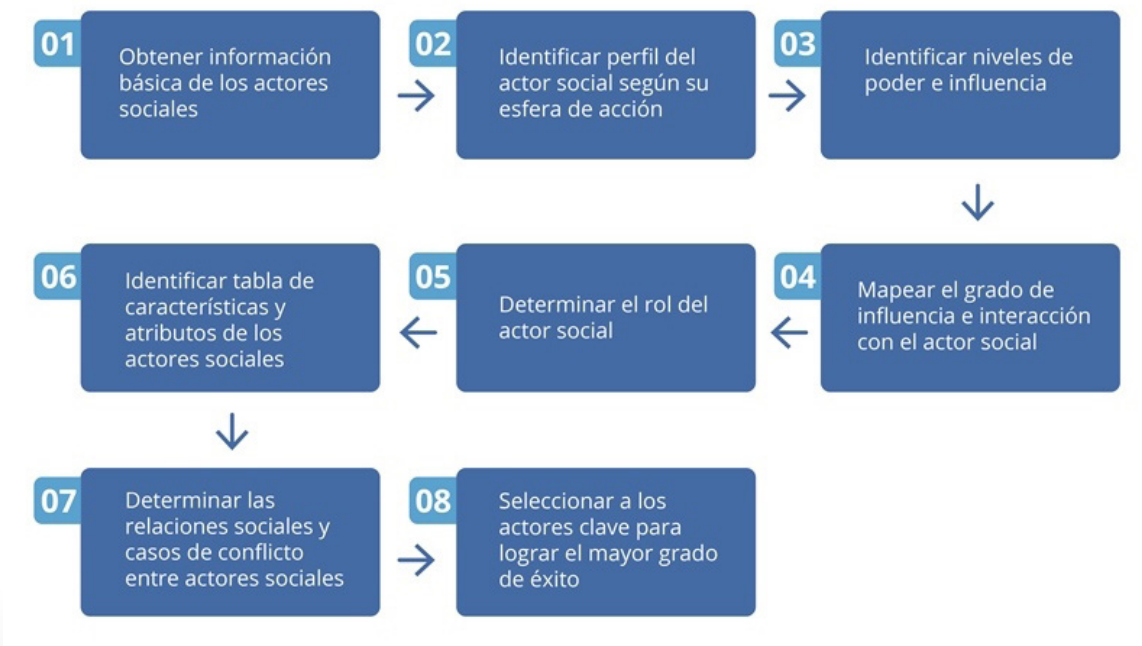 01
Obtener información
básica de los actores
sociales
02
Identificar perfil del
actor social según su
esfera de acción
03
Identificar niveles de
poder e influencia
04
Mapear el grado de
influencia e interacción
con el actor social
05
Determinar el rol del
actor social
06
Identificar tabla de
características y
atributos de los
actores sociales
07
Determinar las
relaciones sociales y
casos de conflicto
entre actores sociales
08
Seleccionar a los
actores clave para
lograr el mayor grado
de éxito